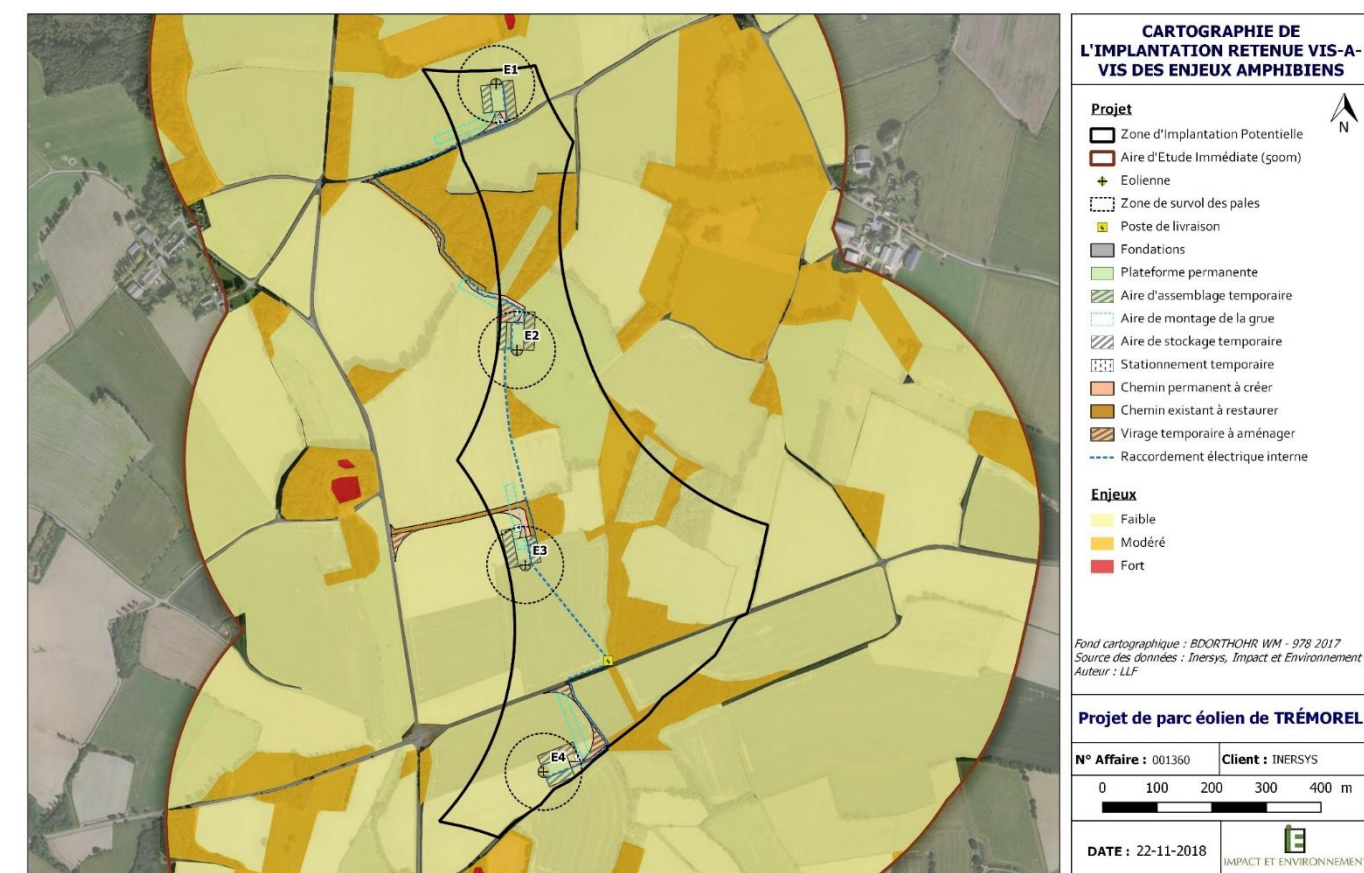 E1
E2
E3
E4
CARTOGRAPHIE DE
L'IMPLANTATION RETENUE VIS-A-
VIS DES ENJEUX AMPHIBIENS
Projet
N
Zone d'Implantation Potentielle
Aire d'Etude Immédiate (500m)
Eolienne
Zone de survol des pales
Poste de livraison
Fondations
Plateforme permanente
Aire d'assemblage temporaire
Aire de montage de la grue
Aire de stockage temporaire
Stationnement temporaire
Chemin permanent à créer
Chemin existant à restaurer
Virage temporaire à aménager
Raccordement électrique interne
Enjeux
Faible
Modéré
Fort
Fond cartographique : BDORTHOHR WM - 978 2017
Source des données : Inersys, Impact et Environnement
Auteur : LLF
Projet de parc éolien de TRÉMOREL
N° Affaire : 001360
Client : INERSYS
0 100 200 300 400 m
DATE : 22-11-2018
IMPACT ET ENVIRONNEMENT